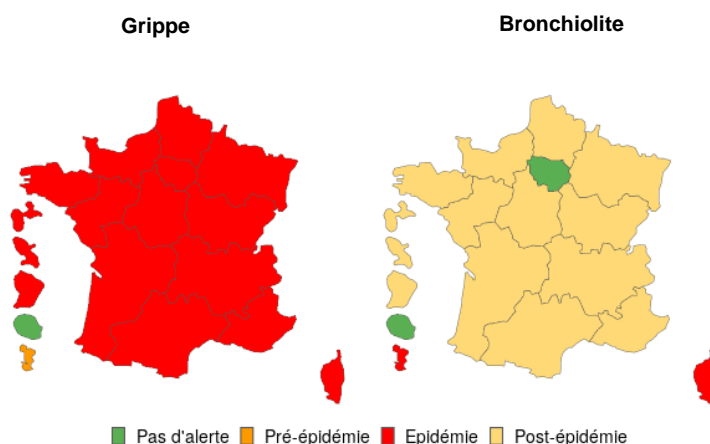 Grippe
Bronchiolite
Pas d'alerte
Pré-épidémie
Epidémie
Post-épidémie